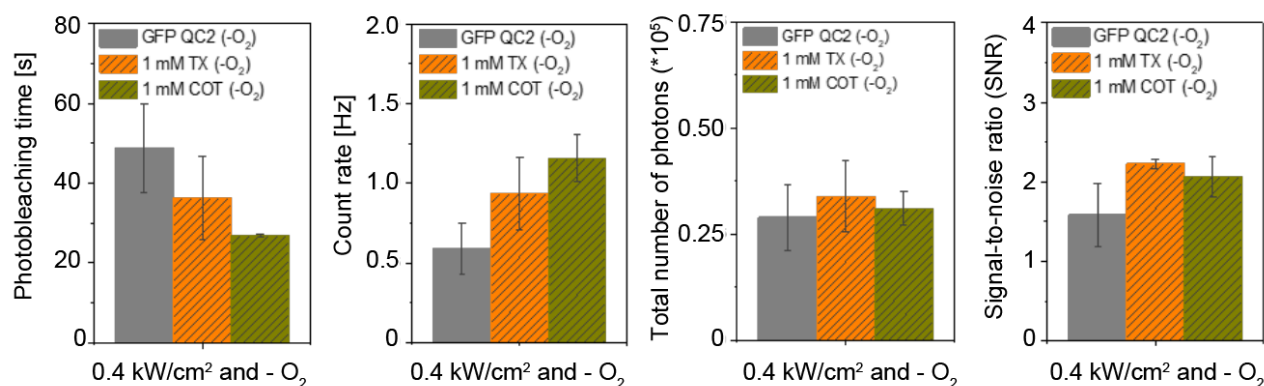 Photobleaching time [s]
80
60
40
20
0
GFP QC2 (-O₂)
1 mM TX (-O₂)
1 mM COT (-O₂)
0.4 kW/cm² and - O₂
Count rate [Hz]
2.0
1.5
1.0
0.5
0
GFP QC2 (-O₂)
1 mM TX (-O₂)
1 mM COT (-O₂)
0.4 kW/cm² and - O₂
Total number of photons (*10⁵)
0.75
0.50
0.25
0
GFP QC2 (-O₂)
1 mM TX (-O₂)
1 mM COT (-O₂)
0.4 kW/cm² and - O₂
Signal-to-noise ratio (SNR)
4
3
2
1
0
GFP QC2 (-O₂)
1 mM TX (-O₂)
1 mM COT (-O₂)
0.4 kW/cm² and - O₂